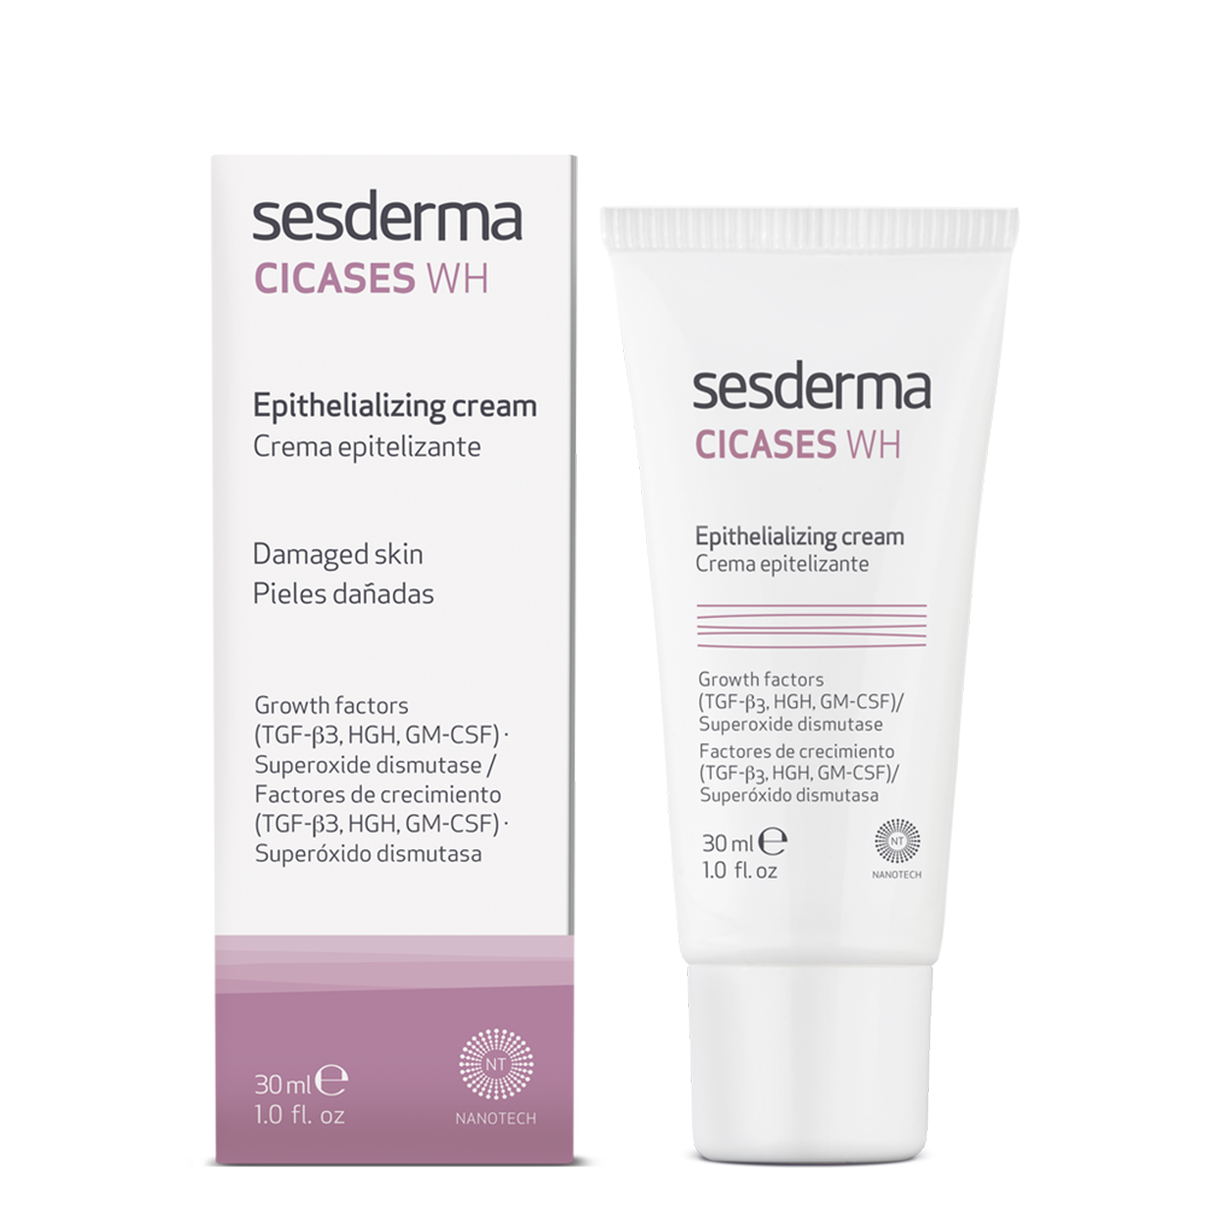 sesderma
CICASES WH
Epithelializing cream
Crema epitelizante
Damaged skin
Pieles dañadas
Growth factors
(TGF-β3, HGH, GM-CSF) ·
Superoxide dismutase /
Factores de crecimiento
(TGF-β3, HGH, GM-CSF) ·
Superóxido dismutasa
30 ml ℮
1.0 fl. oz
NT
NANOTECH
sesderma
CICASES WH
Epithelializing cream
Crema epitelizante
Growth factors
(TGF-β3, HGH, GM-CSF)/
Superoxide dismutase
Factores de crecimiento
(TGF-β3, HGH, GM-CSF)/
Superóxido dismutasa
30 ml ℮
1.0 fl. oz
NT
NANOTECH